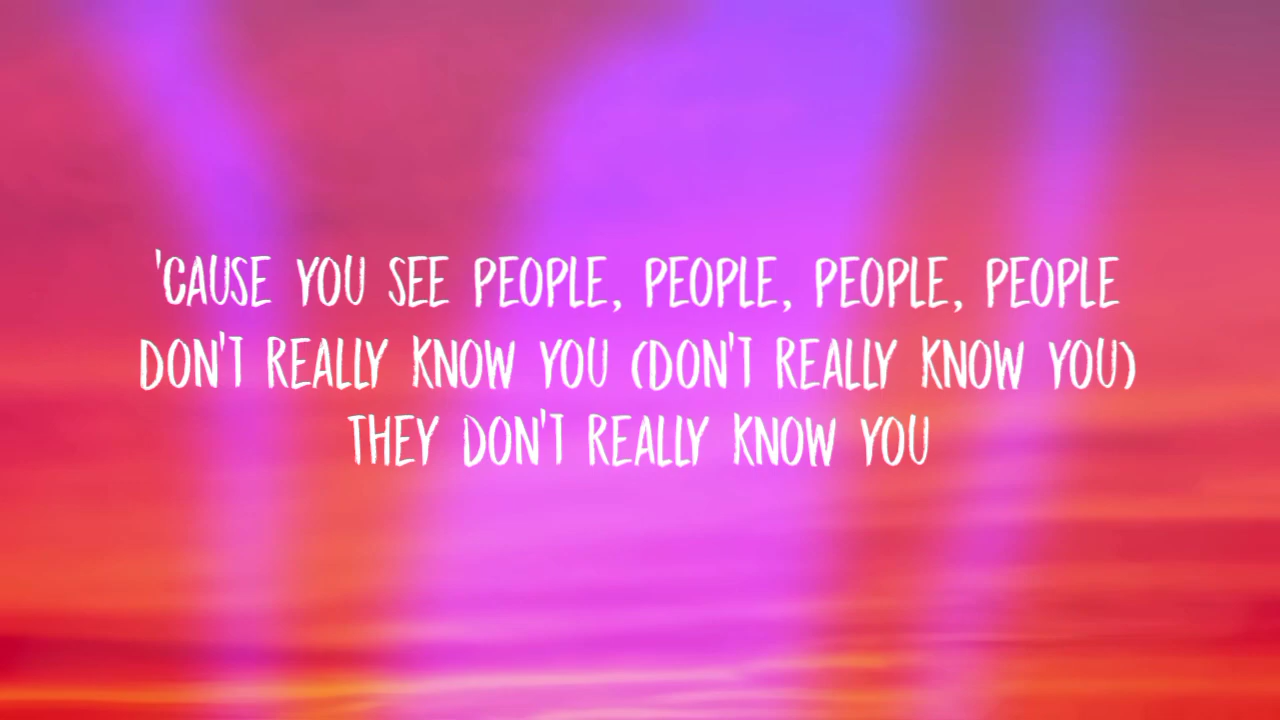 'CAUSE YOU SEE PEOPLE, PEOPLE, PEOPLE, PEOPLE
DON'T REALLY KNOW YOU (DON'T REALLY KNOW YOU)
THEY DON'T REALLY KNOW YOU